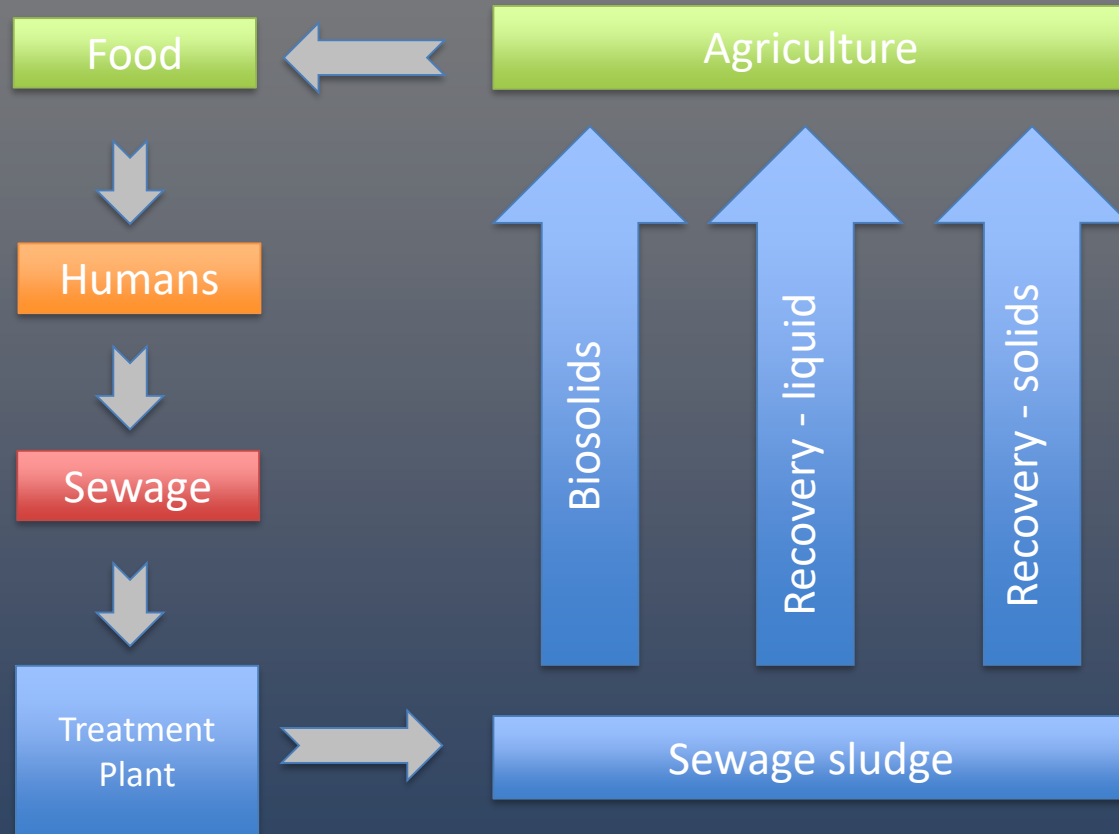 Food
Agriculture
Humans
Sewage
Biosolids
Recovery - liquid
Recovery - solids
Treatment
Plant
Sewage sludge